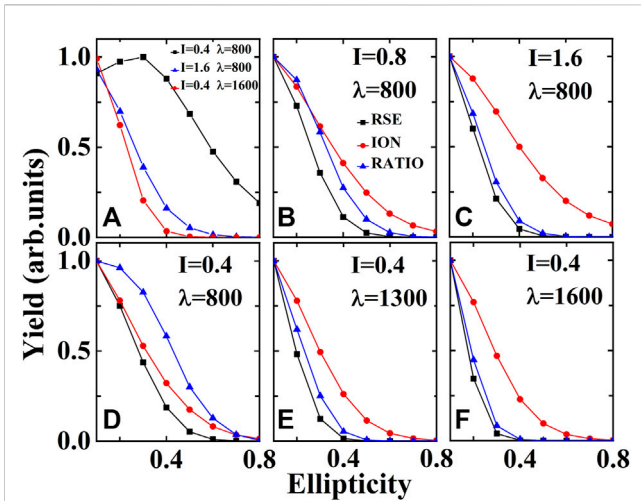 Yield (arb.units)
1.0
0.5
0.0
1.0
0.5
0.0
I=0.4 λ=800
I=1.6 λ=800
I=0.4 λ=1600
A
I=0.8
λ=800
RSE
ION
RATIO
B
I=1.6
λ=800
C
I=0.4
λ=800
D
I=0.4
λ=1300
E
I=0.4
λ=1600
F
0.4 0.8 0.4 0.8 0.4 0.8
Ellipticity